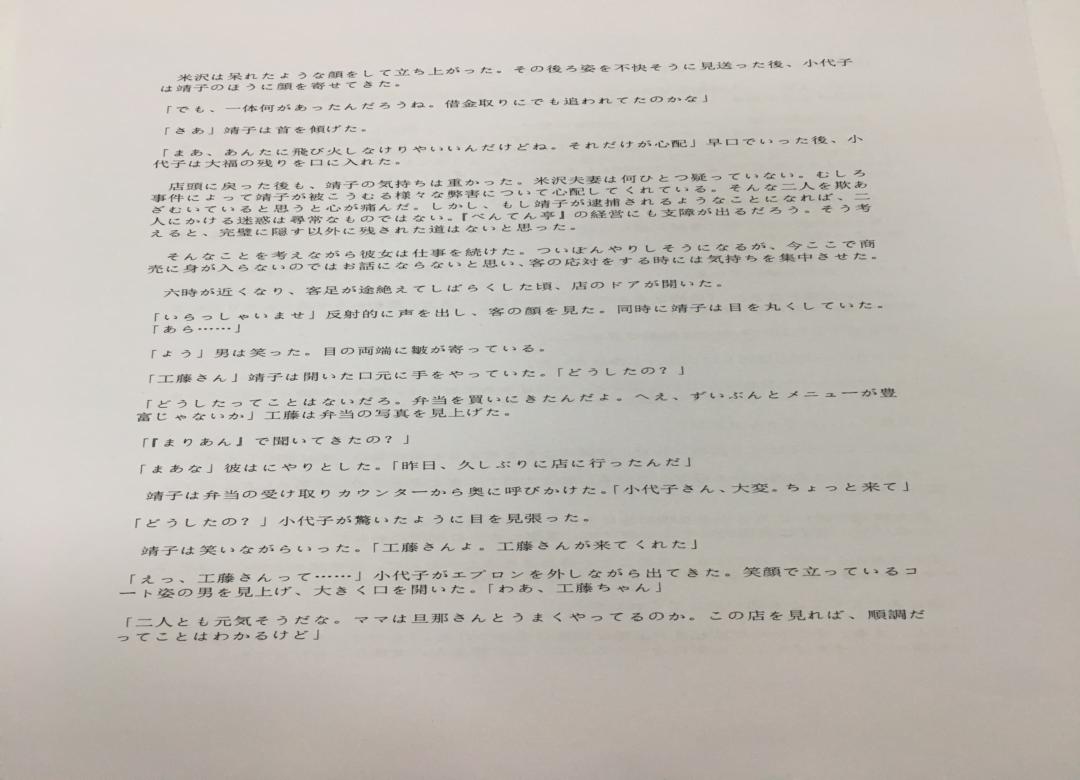 米沢は呆れたような顔をして立ち上がった。その後ろ姿を不快そうに見送った後、小代子
は靖子のほうに顔を寄せてきた。
「でも、一体何があったんだろうね。借金取りにでも追われてたのかな」
「さあ」靖子は首を傾げた。
「まあ、あんたに飛び火しなけりやいいんだけどね。それだけが心配」早口でいった後、小
代子は大福の残りを口に入れた。
店頭に戻った後も、靖子の気持ちは重かった。米沢夫妻は何ひとつ疑っていない。むしろ
事件によって靖子が被こうむる様々な弊害について心配してくれている。そんな二人を欺あ
ざむいていると思うと心が痛んだ。しかし、もし靖子が逮捕されるようなことになれば、二
人にかける迷惑は尋常なものではない。『べんてん亭』の経営にも支障が出るだろう。そう考
えると、完璧に隠す以外に残された道はないと思った。
そんなことを考えながら彼女は仕事を続けた。ついぼんやりしそうになるが、今ここで商
売に身が入らないのではお話にならないと思い、客の応対をする時には気持ちを集中させた。
六時が近くなり、客足が途絶えてしばらくした頃、店のドアが開いた。
「いらっしゃいませ」反射的に声を出し、客の顔を見た。同時に靖子は目を丸くしていた。
「あら……」
「よう」男は笑った。目の両端に皺が寄っている。
「工藤さん」靖子は開いた口元に手をやっていた。「どうしたの？」
「どうしたってことはないだろ。弁当を買いにきたんだよ。へえ、ずいぶんとメニューが豊
富じゃないか」工藤は弁当の写真を見上げた。
「『まりあん』で聞いてきたの？」
「まあな」彼はにやりとした。「昨日、久しぶりに店に行ったんだ」
靖子は弁当の受け取りカウンターから奥に呼びかけた。「小代子さん、大変。ちょっと来て」
「どうしたの？」小代子が驚いたように目を見張った。
靖子は笑いながらいった。「工藤さんよ。工藤さんが来てくれた」
「えっ、工藤さんって……」小代子がエプロンを外しながら出てきた。笑顔で立っているコ
ート姿の男を見上げ、大きく口を開いた。「わあ、工藤ちゃん」
「二人とも元気そうだな。ママは旦那さんとうまくやってるのか。この店を見れば、順調だ
ってことはわかるけど」